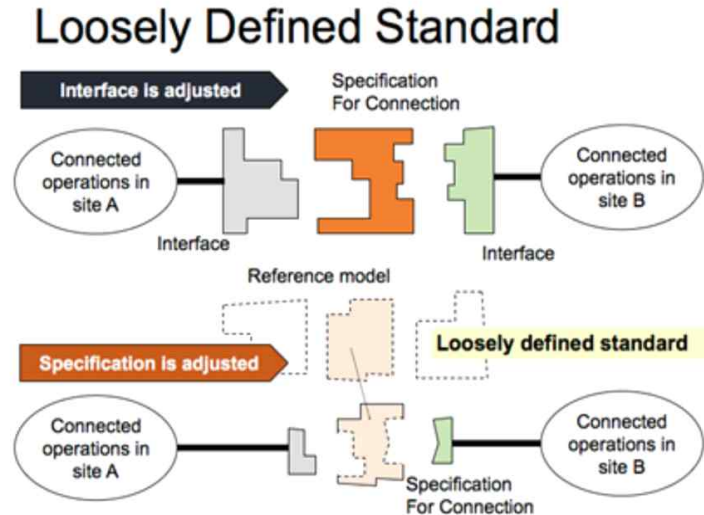 Loosely Defined Standard
Interface is adjusted
Specification
For Connection
Connected
operations in
site A
Interface
Connected
operations in
site B
Interface
Reference model
Specification is adjusted
Loosely defined standard
Connected
operations in
site A
Connected
operations in
site B
Specification
For Connection